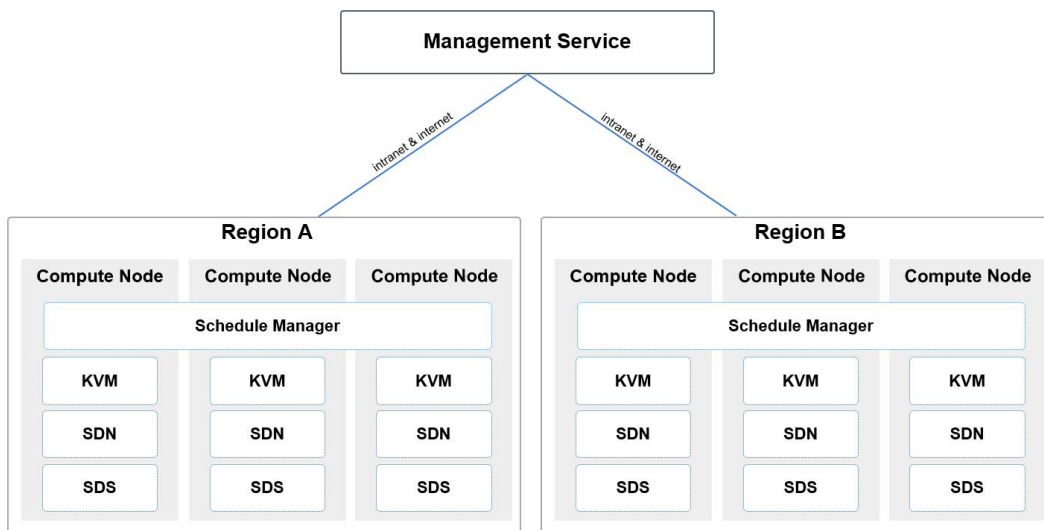 Management Service
intranet & internet
intranet & internet
Region A
Compute Node
Compute Node
Compute Node
Schedule Manager
KVM
KVM
KVM
SDN
SDN
SDN
SDS
SDS
SDS
Region B
Compute Node
Compute Node
Compute Node
Schedule Manager
KVM
KVM
KVM
SDN
SDN
SDN
SDS
SDS
SDS